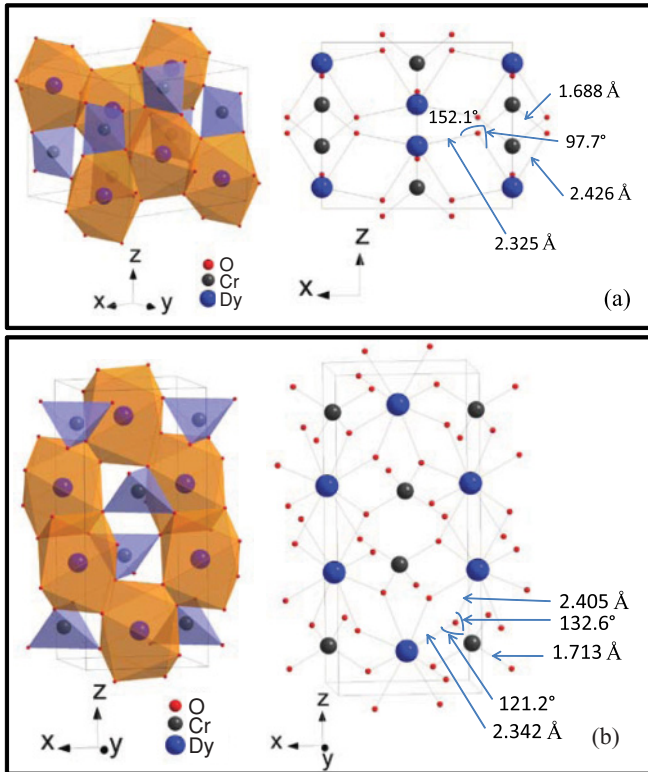 1.688 Å
152.1°
97.7°
2.426 Å
2.325 Å
z
x
y
O
Cr
Dy
z
x
(a)
2.405 Å
132.6°
1.713 Å
121.2°
2.342 Å
z
x
y
O
Cr
Dy
z
x
y
(b)